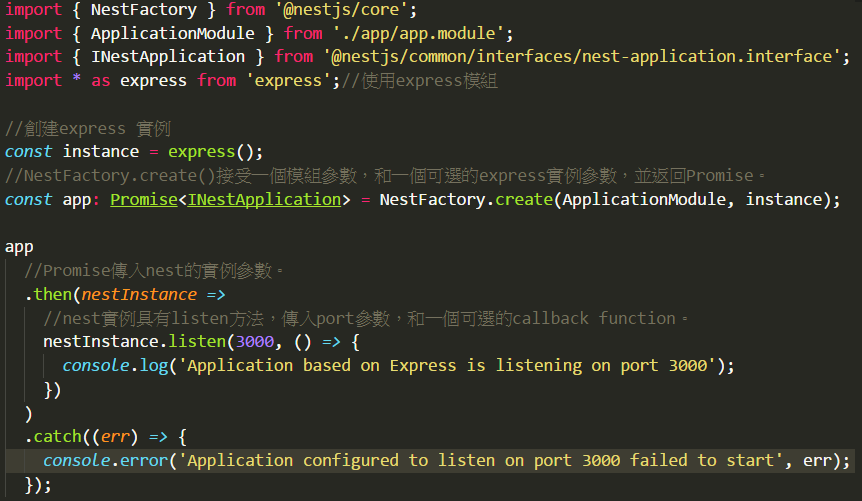 import { NestFactory } from '@nestjs/core';
import { ApplicationModule } from './app/app.module';
import { INestApplication } from '@nestjs/common/interfaces/nest-application.interface';
import * as express from 'express';//使用express模組
//創建express 實例
const instance = express();
//NestFactory.create()接受一個模組參數，和一個可選的express實例參數，並返回Promise。
const app: Promise<INestApplication> = NestFactory.create(ApplicationModule, instance);
app
//Promise傳入nest的實例參數。
.then(nestInstance =>
//nest實例具有listen方法，傳入port參數，和一個可選的callback function。
nestInstance.listen(3000, () => {
console.log('Application based on Express is listening on port 3000');
})
)
.catch((err) => {
console.error('Application configured to listen on port 3000 failed to start', err);
});